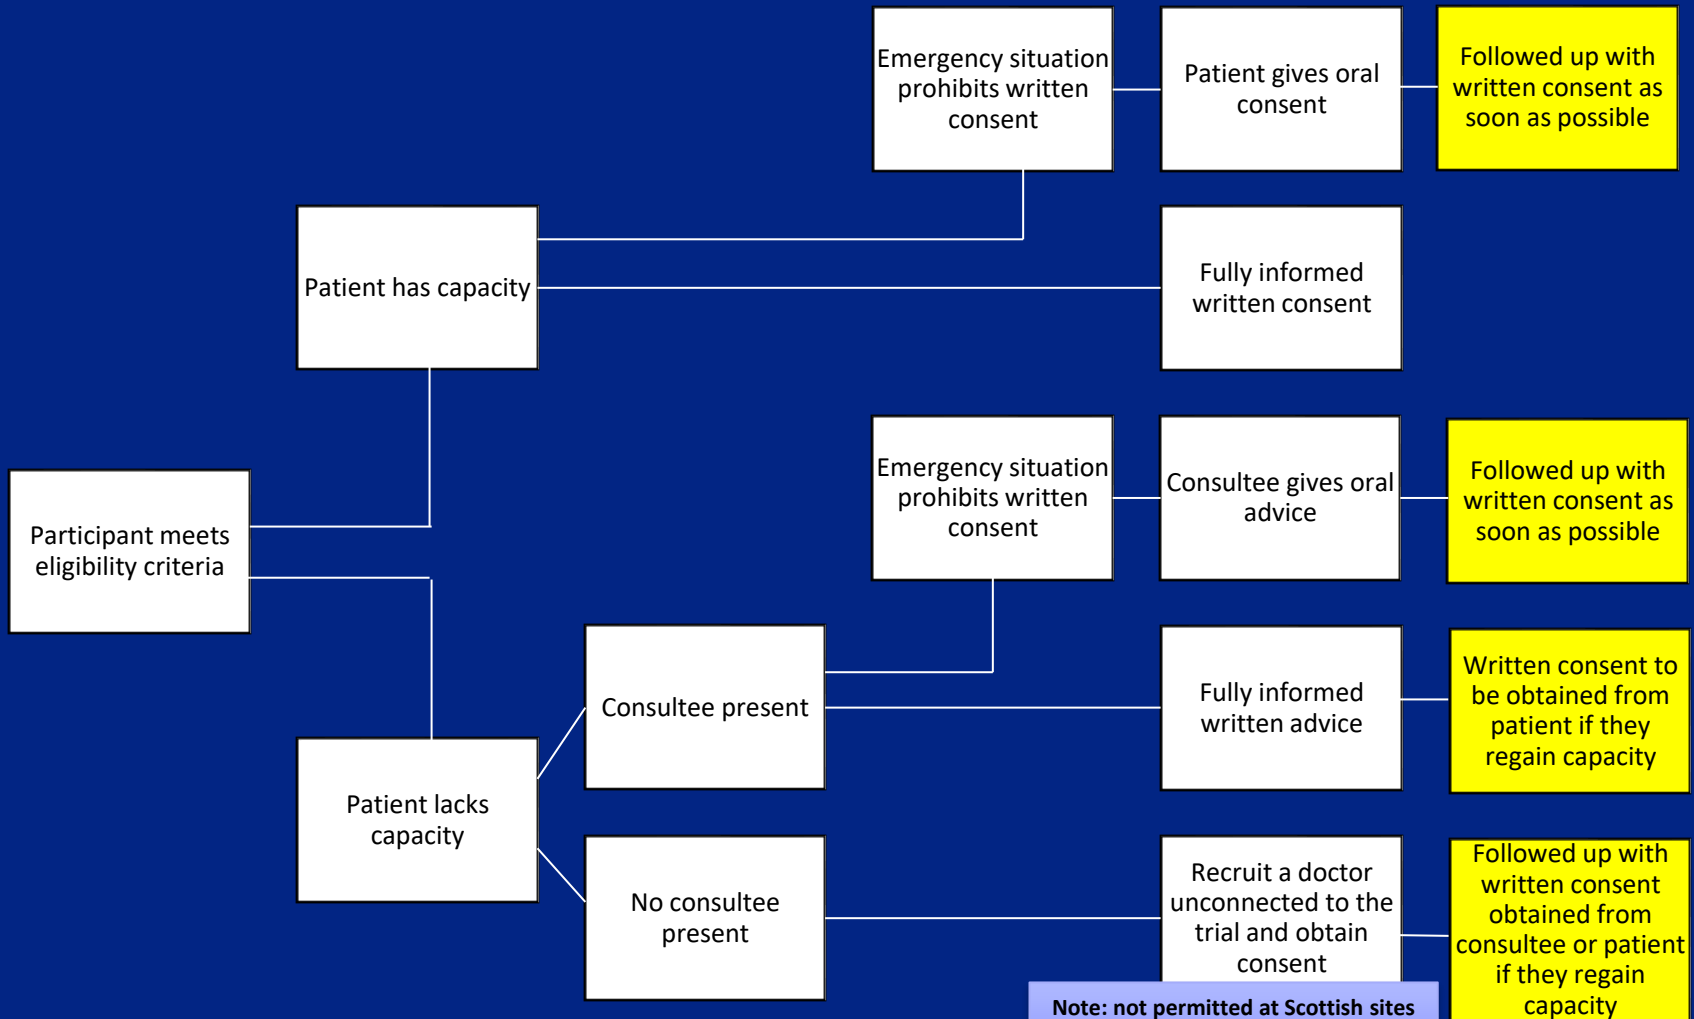 Emergency situation
prohibits written
consent
Patient gives oral
consent
Followed up with
written consent as
soon as possible
Patient has capacity
Fully informed
written consent
Emergency situation
prohibits written
consent
Consultee gives oral
advice
Followed up with
written consent as
soon as possible
Participant meets
eligibility criteria
Consultee present
Fully informed
written advice
Written consent to
be obtained from
patient if they
regain capacity
Patient lacks
capacity
No consultee
present
Recruit a doctor
unconnected to the
trial and obtain
consent
Followed up with
written consent
obtained from
consultee or patient
if they regain
capacity
Note: not permitted at Scottish sites